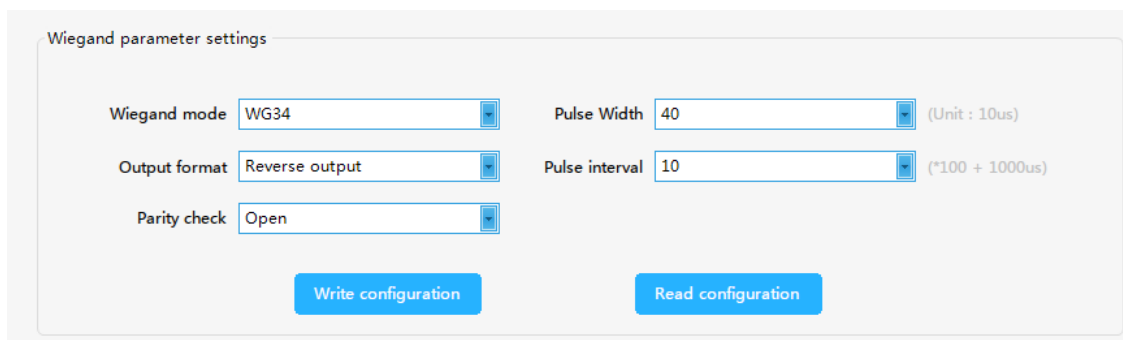 Wiegand parameter settings
Wiegand mode WG34 Pulse Width 40 (Unit : 10us)
Output format Reverse output Pulse interval 10 (*100 + 1000us)
Parity check Open
Write configuration Read configuration